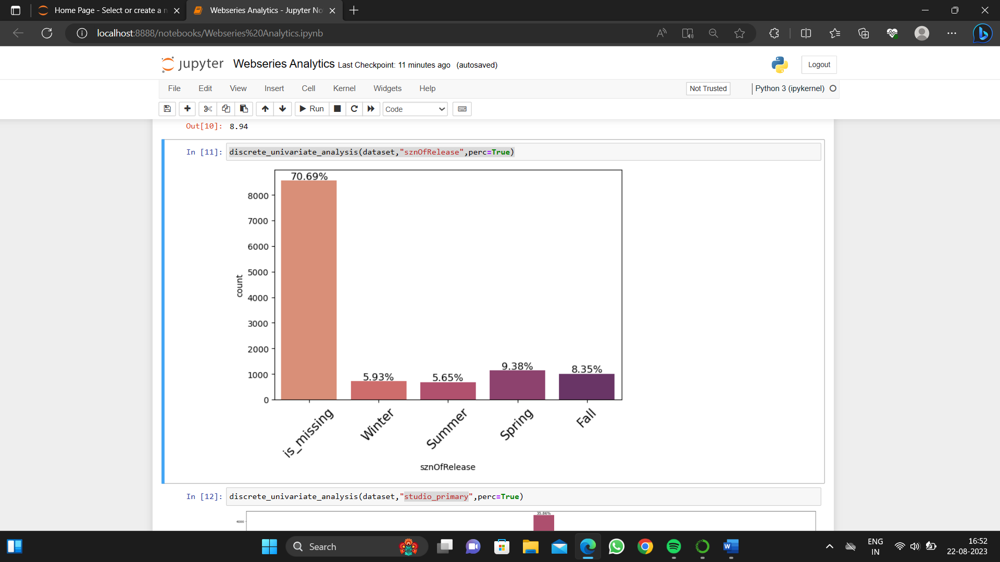 Home Page - Select or create a n
Webseries Analytics - Jupyter No
localhost:8888/notebooks/Webseries%20Analytics.ipynb
jupyter Webseries Analytics Last Checkpoint: 11 minutes ago (autosaved)
Logout
File Edit View Insert Cell Kernel Widgets Help
Not Trusted
Python 3 (ipykernel)
Run
Code
Out[10]: 8.94
In [11]: discrete_univariate_analysis(dataset,"sznOfRelease",perc=True)
70.69%
8000
7000
6000
5000
4000
3000
2000
1000
0
count
5.93%
5.65%
9.38%
8.35%
is_missing
Winter
Summer
Spring
Fall
sznOfRelease
In [12]: discrete_univariate_analysis(dataset,"studio_primary",perc=True)
35.86%
4000
Search
W
ENG
IN
16:52
22-08-2023